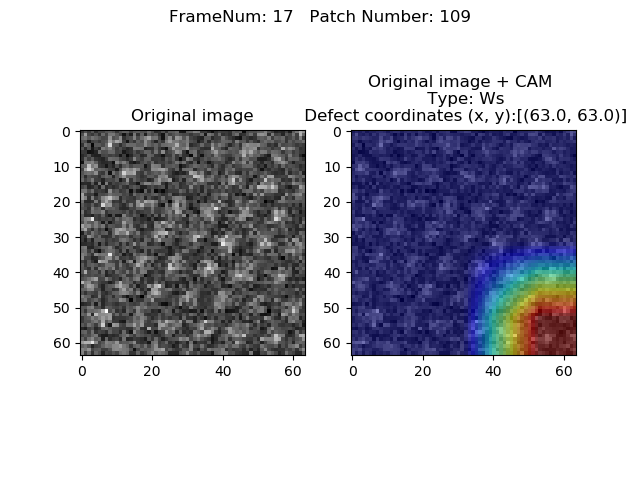 FrameNum: 17   Patch Number: 109
Original image
0
10
20
30
40
50
60
0 20 40 60
Original image + CAM
Type: Ws
Defect coordinates (x, y):[(63.0, 63.0)]
0
10
20
30
40
50
60
0 20 40 60